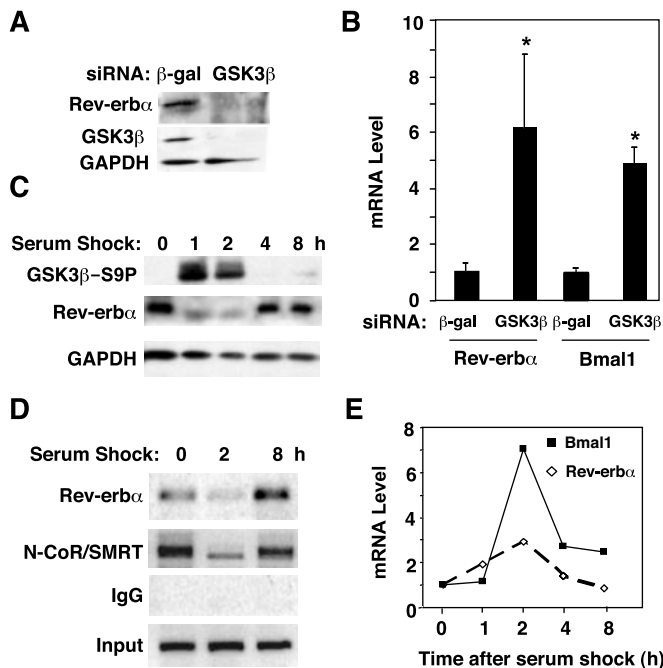 A
siRNA: β-gal GSK3β
Rev-erbα
GSK3β
GAPDH
B
mRNA Level
10
8
6
4
2
0
*
*
siRNA: β-gal GSK3β β-gal GSK3β
Rev-erbα Bmal1
C
Serum Shock: 0 1 2 4 8 h
GSK3β–S9P
Rev-erbα
GAPDH
D
Serum Shock: 0 2 8 h
Rev-erbα
N-CoR/SMRT
IgG
Input
E
mRNA Level
8
6
4
2
0
Bmal1
Rev-erbα
0 1 2 4 8
Time after serum shock (h)